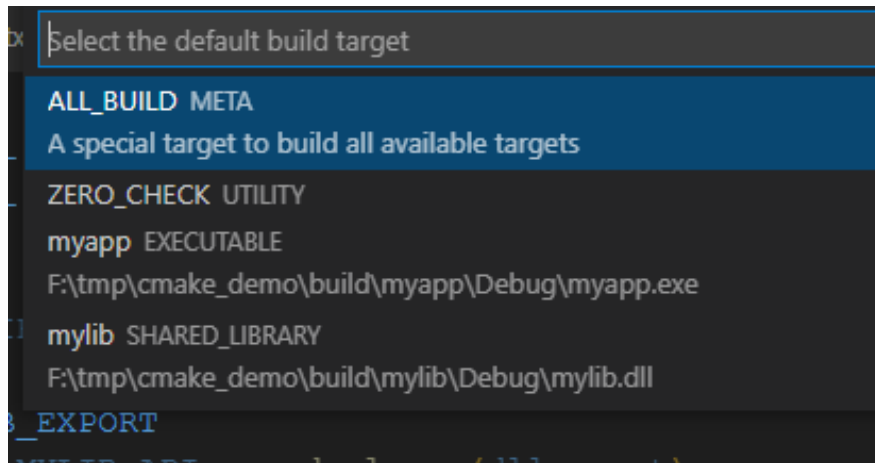 Select the default build target
ALL_BUILD META
A special target to build all available targets
ZERO_CHECK UTILITY
myapp EXECUTABLE
F:\tmp\cmake_demo\build\myapp\Debug\myapp.exe
mylib SHARED_LIBRARY
F:\tmp\cmake_demo\build\mylib\Debug\mylib.dll
_EXPORT